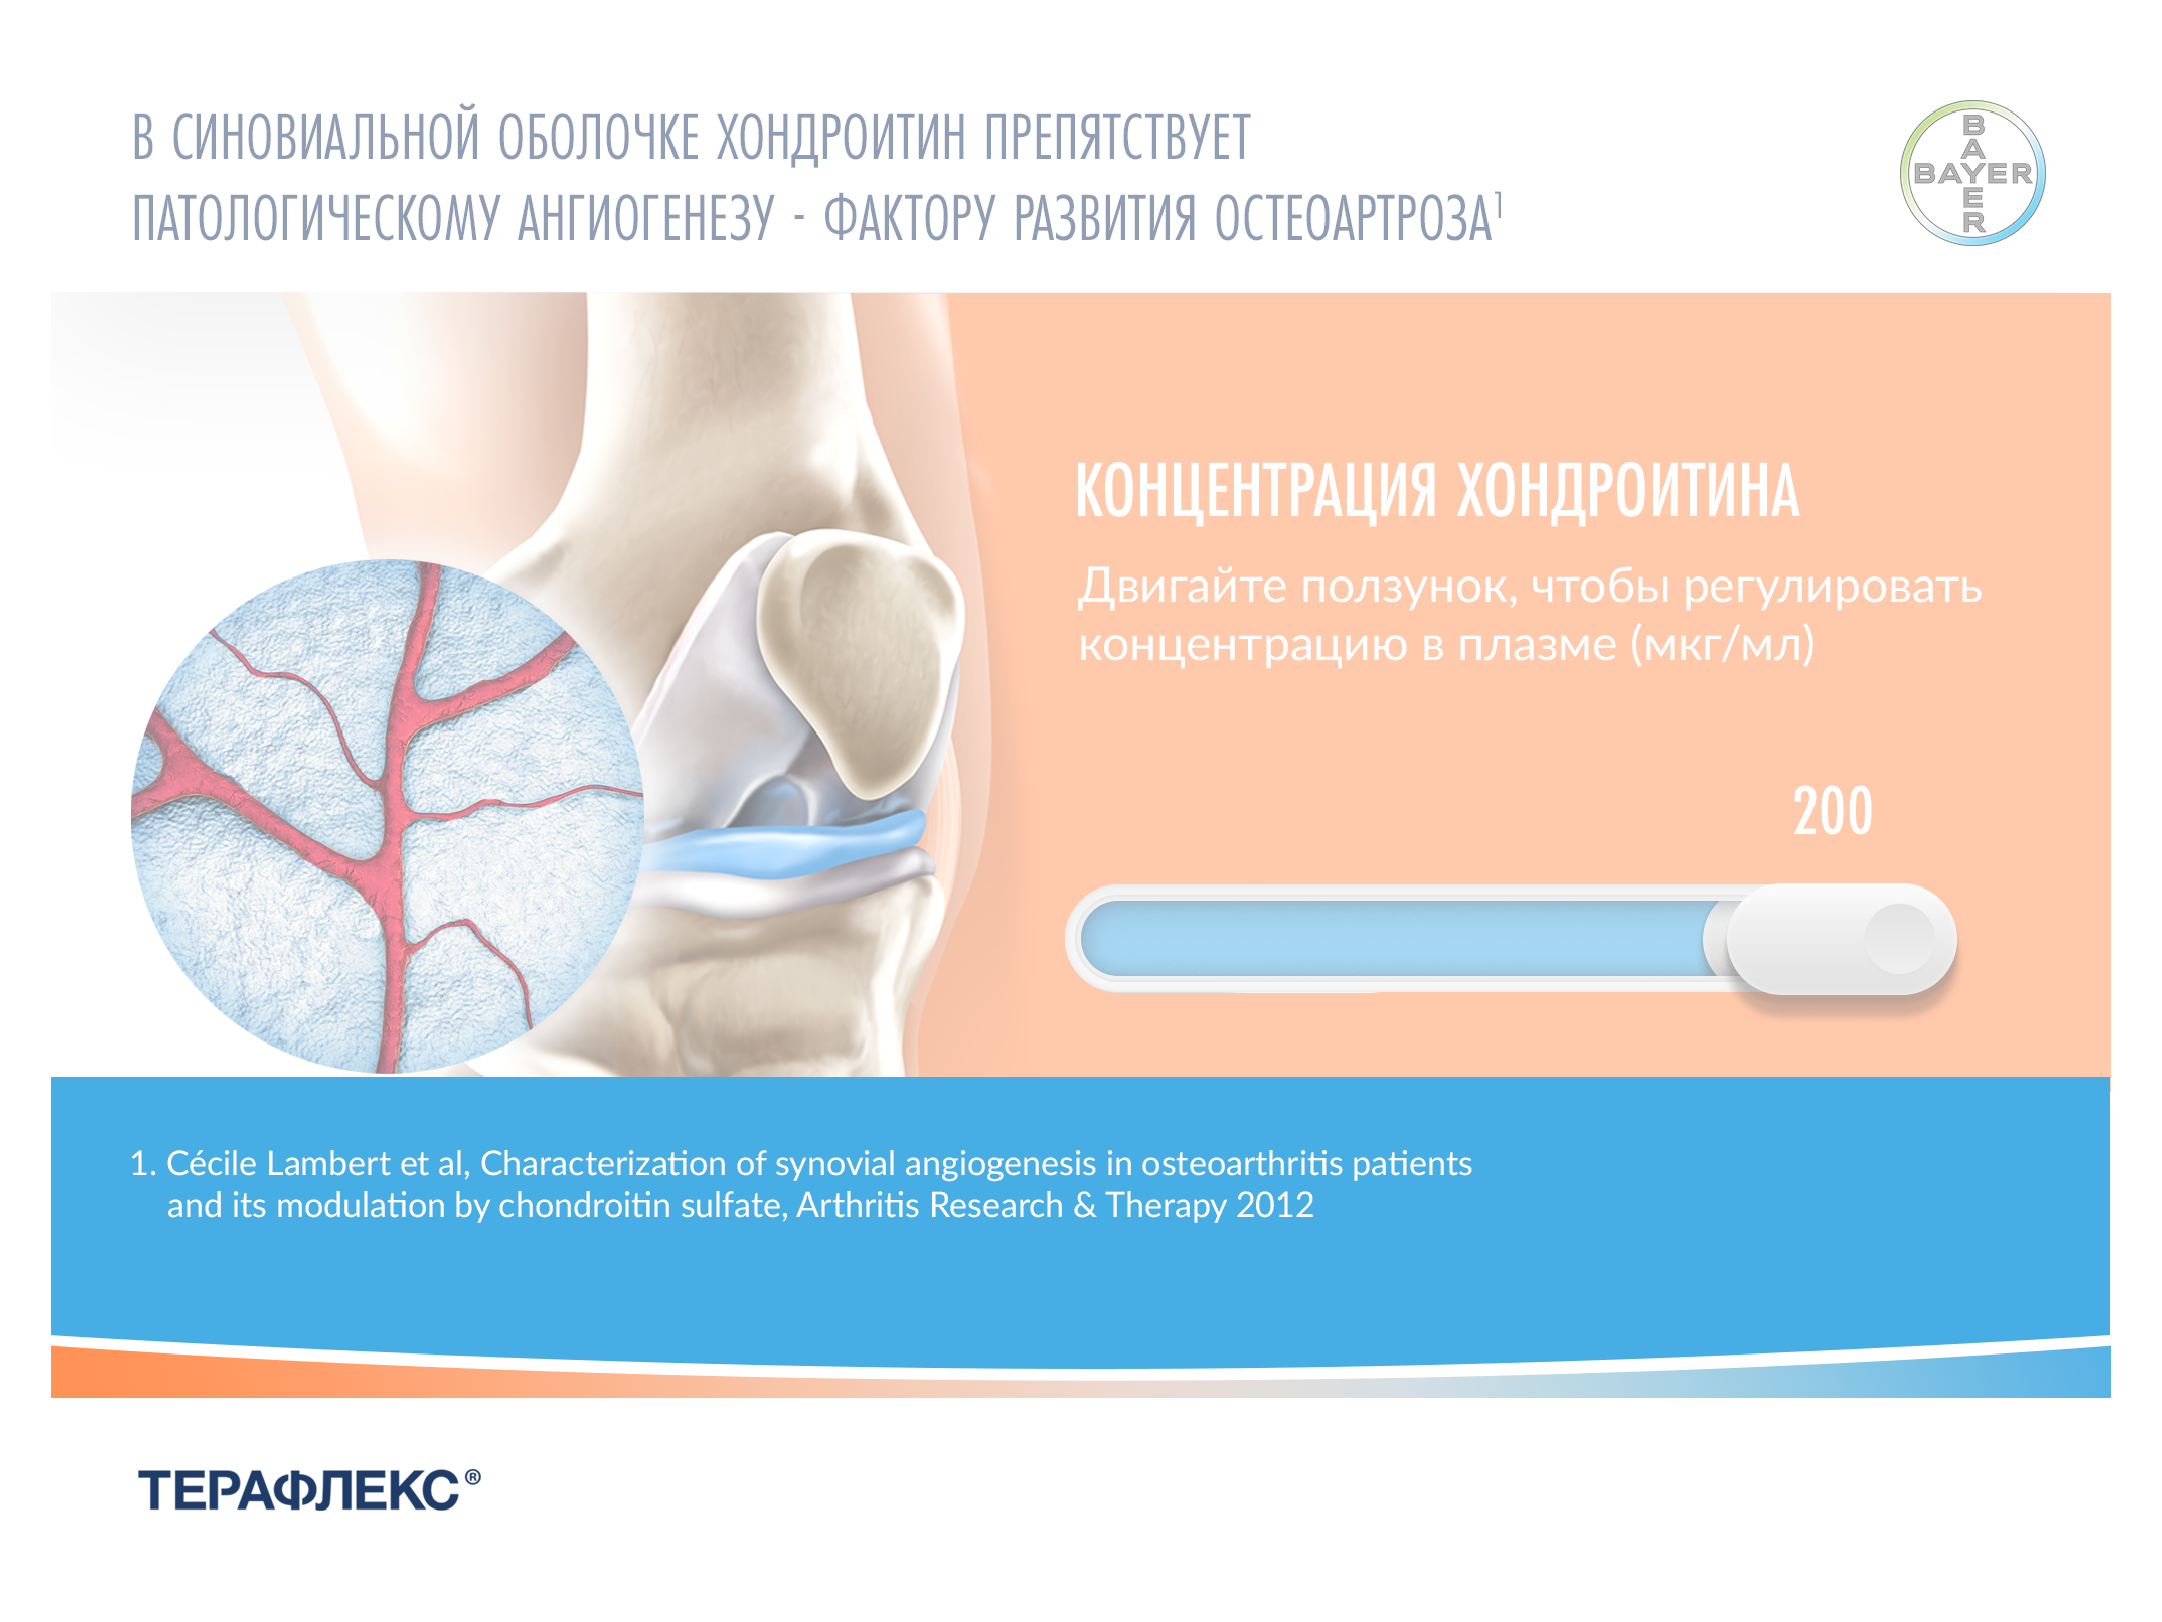 В СИНОВИАЛЬНОЙ ОБОЛОЧКЕ ХОНДРОИТИН ПРЕПЯТСТВУЕТ
ПАТОЛОГИЧЕСКОМУ АНГИОГЕНЕЗУ - ФАКТОРУ РАЗВИТИЯ ОСТЕОАРТРОЗА¹
BAYER
BAYER
КОНЦЕНТРАЦИЯ ХОНДРОИТИНА
Двигайте ползунок, чтобы регулировать
концентрацию в плазме (мкг/мл)
200
1. Cécile Lambert et al, Characterization of synovial angiogenesis in osteoarthritis patients
and its modulation by chondroitin sulfate, Arthritis Research & Therapy 2012
ТЕРАФЛЕКС®